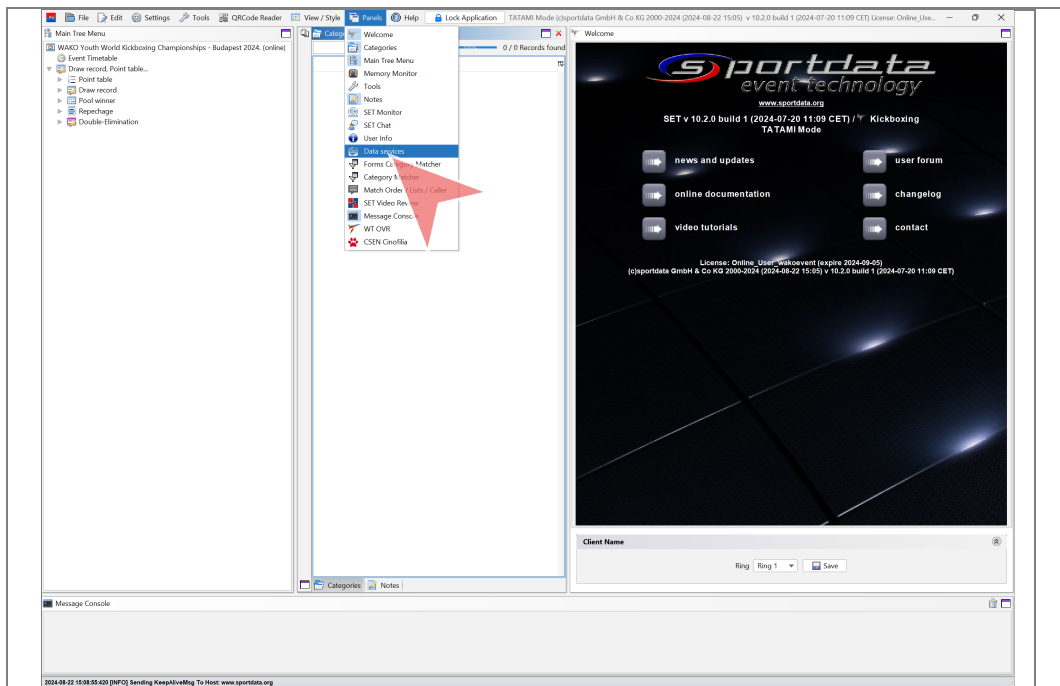 File Edit Settings Tools QRCode Reader View / Style Panels Help Lock Application TATAMI Mode (c)sportdata GmbH & Co KG 2000-2024 (2024-08-22 15:05) v 10.2.0 build 1 (2024-07-20 11:09 CET) License: Online_Use...
Main Tree Menu
WAKO Youth World Kickboxing Championships - Budapest 2024. (online)
Event Timetable
Draw record, Point table...
Point table
Draw record
Pool winner
Repechage
Double-Elimination
Catego
0 / 0 Records found
Welcome
Categories
Main Tree Menu
Memory Monitor
Tools
Notes
SET Monitor
SET Chat
User Info
Data services
Forms Category Matcher
Category Matcher
Match Order / Lists / Caller
SET Video Review
Message Console
WT OVR
CSEN Cinofilia
Categories Notes
Welcome
sportdata
event technology
www.sportdata.org
SET v 10.2.0 build 1 (2024-07-20 11:09 CET) / Kickboxing
TATAMI Mode
news and updates user forum
online documentation changelog
video tutorials contact
License: Online_User_wakoevent (expire 2024-09-05)
(c)sportdata GmbH & Co KG 2000-2024 (2024-08-22 15:05) v 10.2.0 build 1 (2024-07-20 11:09 CET)
Client Name
Ring Ring 1 Save
Message Console
2024-08-22 15:08:55:420 [INFO] Sending KeepAliveMsg To Host: www.sportdata.org